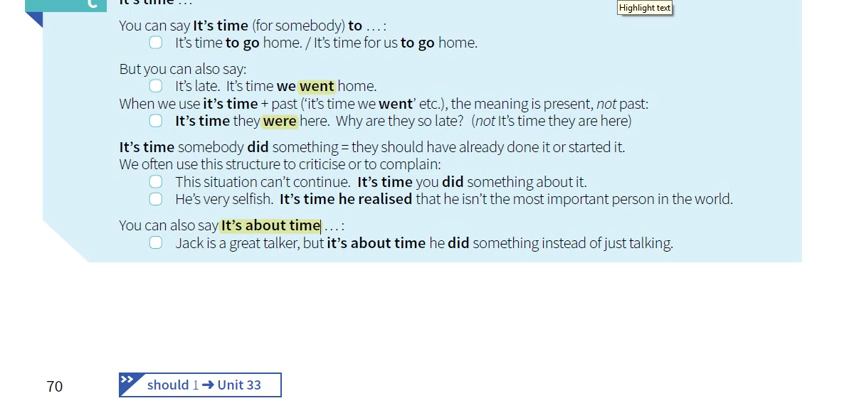 C
It's time …
Highlight text
You can say It's time (for somebody) to … :
It's time to go home. / It's time for us to go home.
But you can also say:
It's late. It's time we went home.
When we use it's time + past ('it's time we went' etc.), the meaning is present, not past:
It's time they were here. Why are they so late? (not It's time they are here)
It's time somebody did something = they should have already done it or started it.
We often use this structure to criticise or to complain:
This situation can't continue. It's time you did something about it.
He's very selfish. It's time he realised that he isn't the most important person in the world.
You can also say It's about time … :
Jack is a great talker, but it's about time he did something instead of just talking.
70
>> should 1 → Unit 33